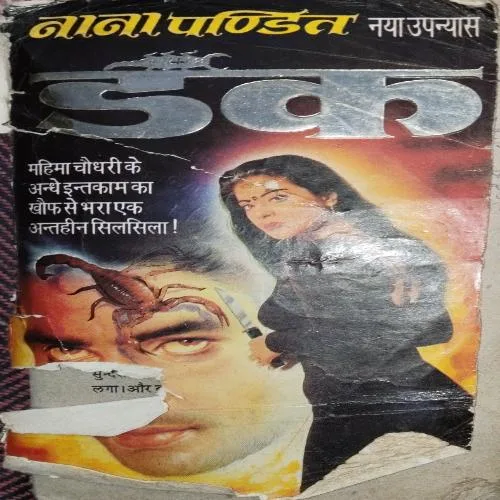 नाना पण्डित नया उपन्यास
डंक
महिमा चौधरी के
अन्धे इन्तकाम का
खौफ से भरा एक
अन्तहीन सिलसिला !
लगा। और